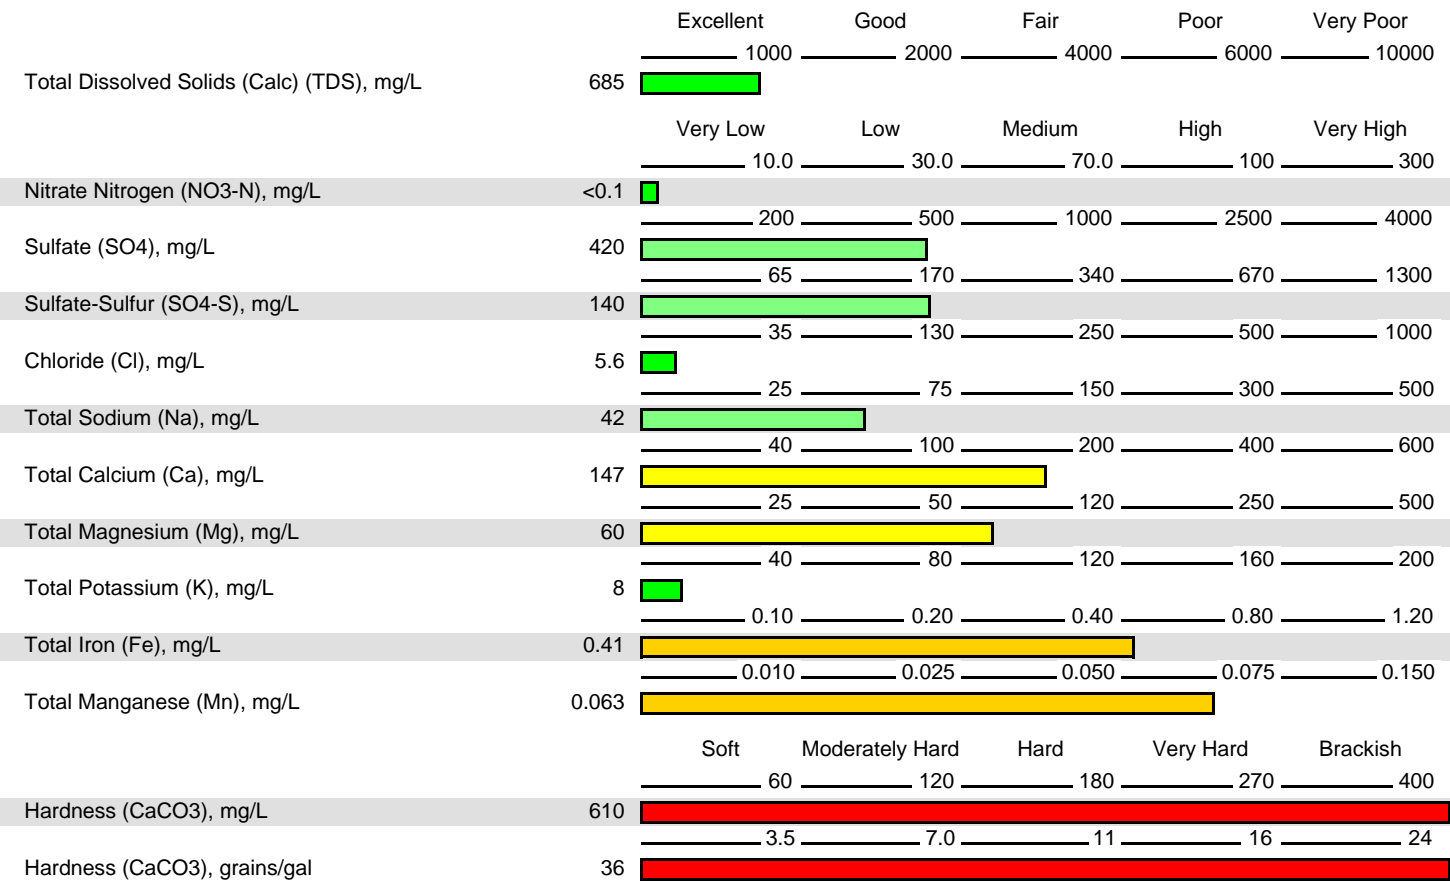 Excellent Good Fair Poor Very Poor
1000 2000 4000 6000 10000
Total Dissolved Solids (Calc) (TDS), mg/L 685
Very Low Low Medium High Very High
10.0 30.0 70.0 100 300
Nitrate Nitrogen (NO3-N), mg/L <0.1
200 500 1000 2500 4000
Sulfate (SO4), mg/L 420
65 170 340 670 1300
Sulfate-Sulfur (SO4-S), mg/L 140
35 130 250 500 1000
Chloride (Cl), mg/L 5.6
25 75 150 300 500
Total Sodium (Na), mg/L 42
40 100 200 400 600
Total Calcium (Ca), mg/L 147
25 50 120 250 500
Total Magnesium (Mg), mg/L 60
40 80 120 160 200
Total Potassium (K), mg/L 8
0.10 0.20 0.40 0.80 1.20
Total Iron (Fe), mg/L 0.41
0.010 0.025 0.050 0.075 0.150
Total Manganese (Mn), mg/L 0.063
Soft Moderately Hard Hard Very Hard Brackish
60 120 180 270 400
Hardness (CaCO3), mg/L 610
3.5 7.0 11 16 24
Hardness (CaCO3), grains/gal 36